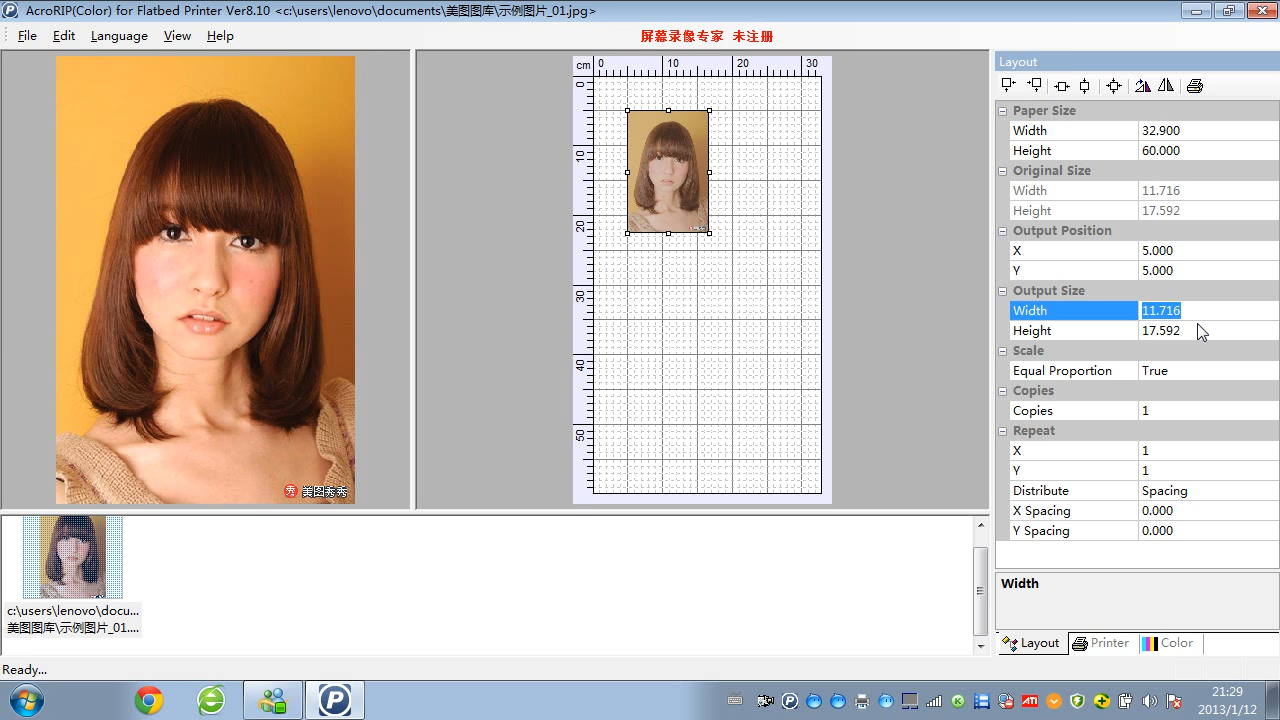 AcroRIP(Color) for Flatbed Printer Ver8.10 <c:\users\lenovo\documents\美图图库\示例图片_01.jpg>
File Edit Language View Help
屏幕录像专家 未注册
cm 0 10 20 30
0
10
20
30
40
50
美图秀秀
Layout
Paper Size
Width 32.900
Height 60.000
Original Size
Width 11.716
Height 17.592
Output Position
X 5.000
Y 5.000
Output Size
Width 11.716
Height 17.592
Scale
Equal Proportion True
Copies
Copies 1
Repeat
X 1
Y 1
Distribute Spacing
X Spacing 0.000
Y Spacing 0.000
Width
Layout Printer Color
c:\users\lenovo\docu...
美图图库\示例图片_01....
Ready...
21:29
2013/1/12